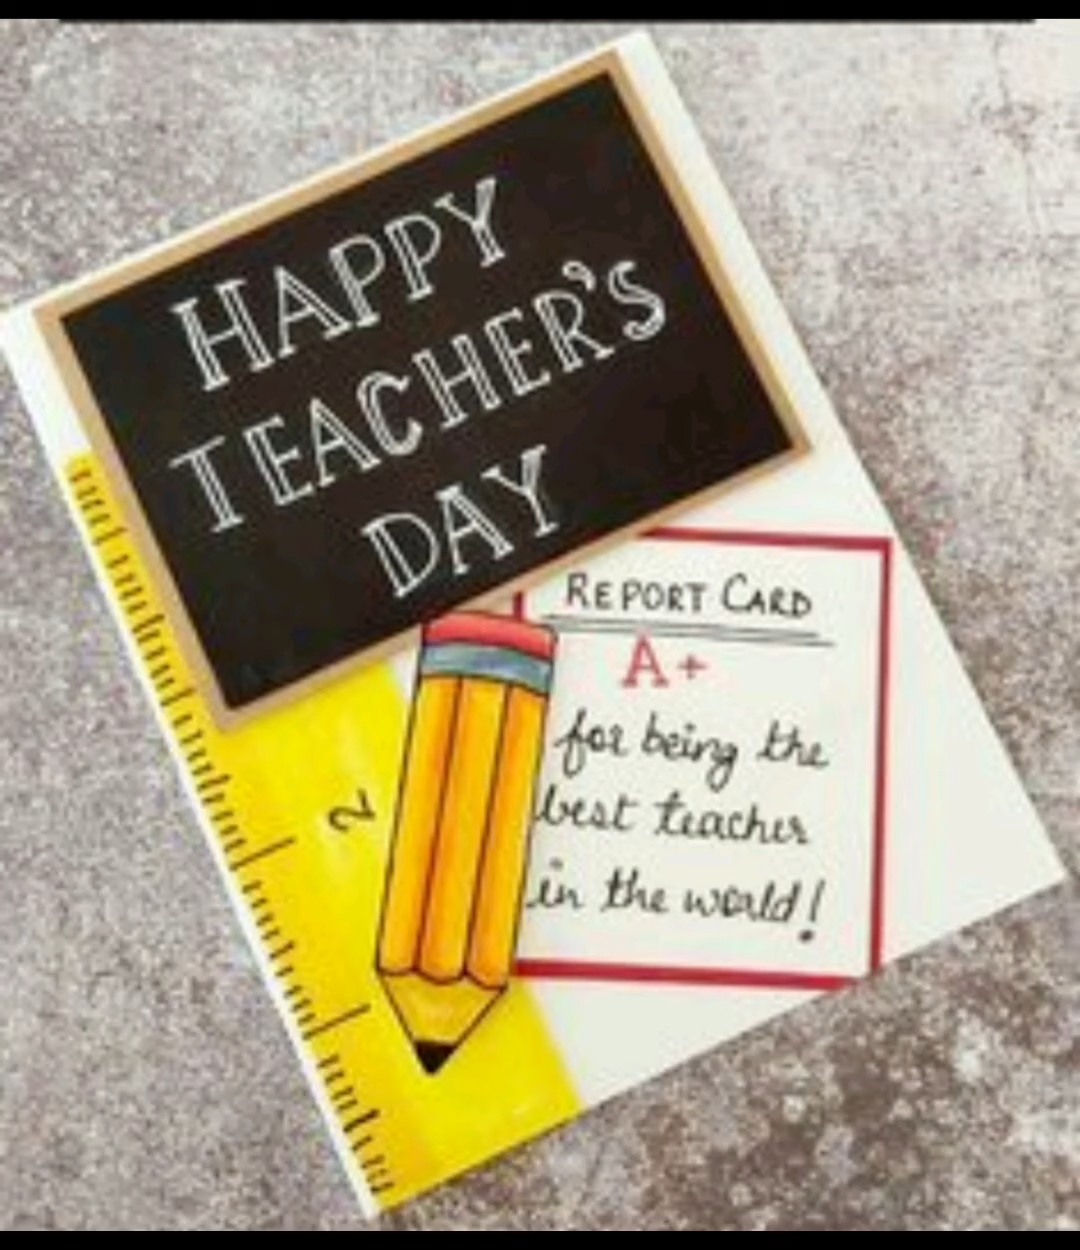 HAPPY
TEACHER'S
DAY
REPORT CARD
A+
for being the
best teacher
in the world!
2